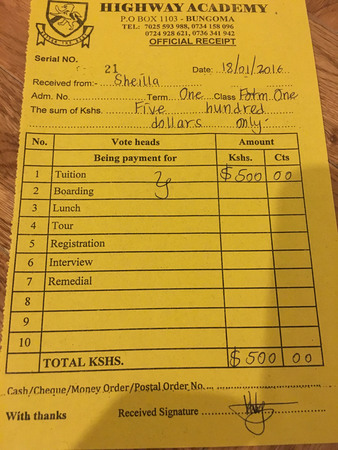 HIGHWAY ACADEMY
P.O BOX 1103 - BUNGOMA
TEL: 7025 593 988, 0734 158 096
0724 928 621, 0736 341 942
OFFICIAL RECEIPT
Serial NO. 21 Date: 18/01/2016
Received from:- Sheilla
Adm. No. Term One Class Form One
The sum of Kshs. Five hundred
dollars only.
No. Vote heads Amount
Being payment for Kshs. Cts
1 Tuition $500 00
2 Boarding
3 Lunch
4 Tour
5 Registration
6 Interview
7 Remedial
8
9
10
TOTAL KSHS. $500 00
Cash/Cheque/Money Order/Postal Order No.
With thanks Received Signature